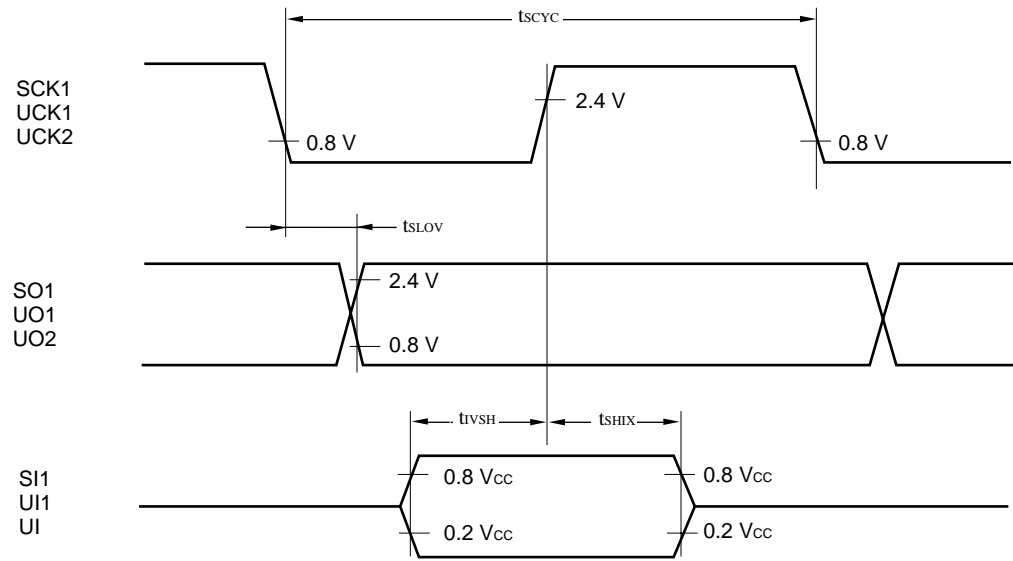 tSCYC
SCK1
UCK1
UCK2
2.4 V
0.8 V
0.8 V
tSLOV
SO1
UO1
UO2
2.4 V
0.8 V
tIVSH
tSHIX
SI1
UI1
UI
0.8 VCC
0.8 VCC
0.2 VCC
0.2 VCC